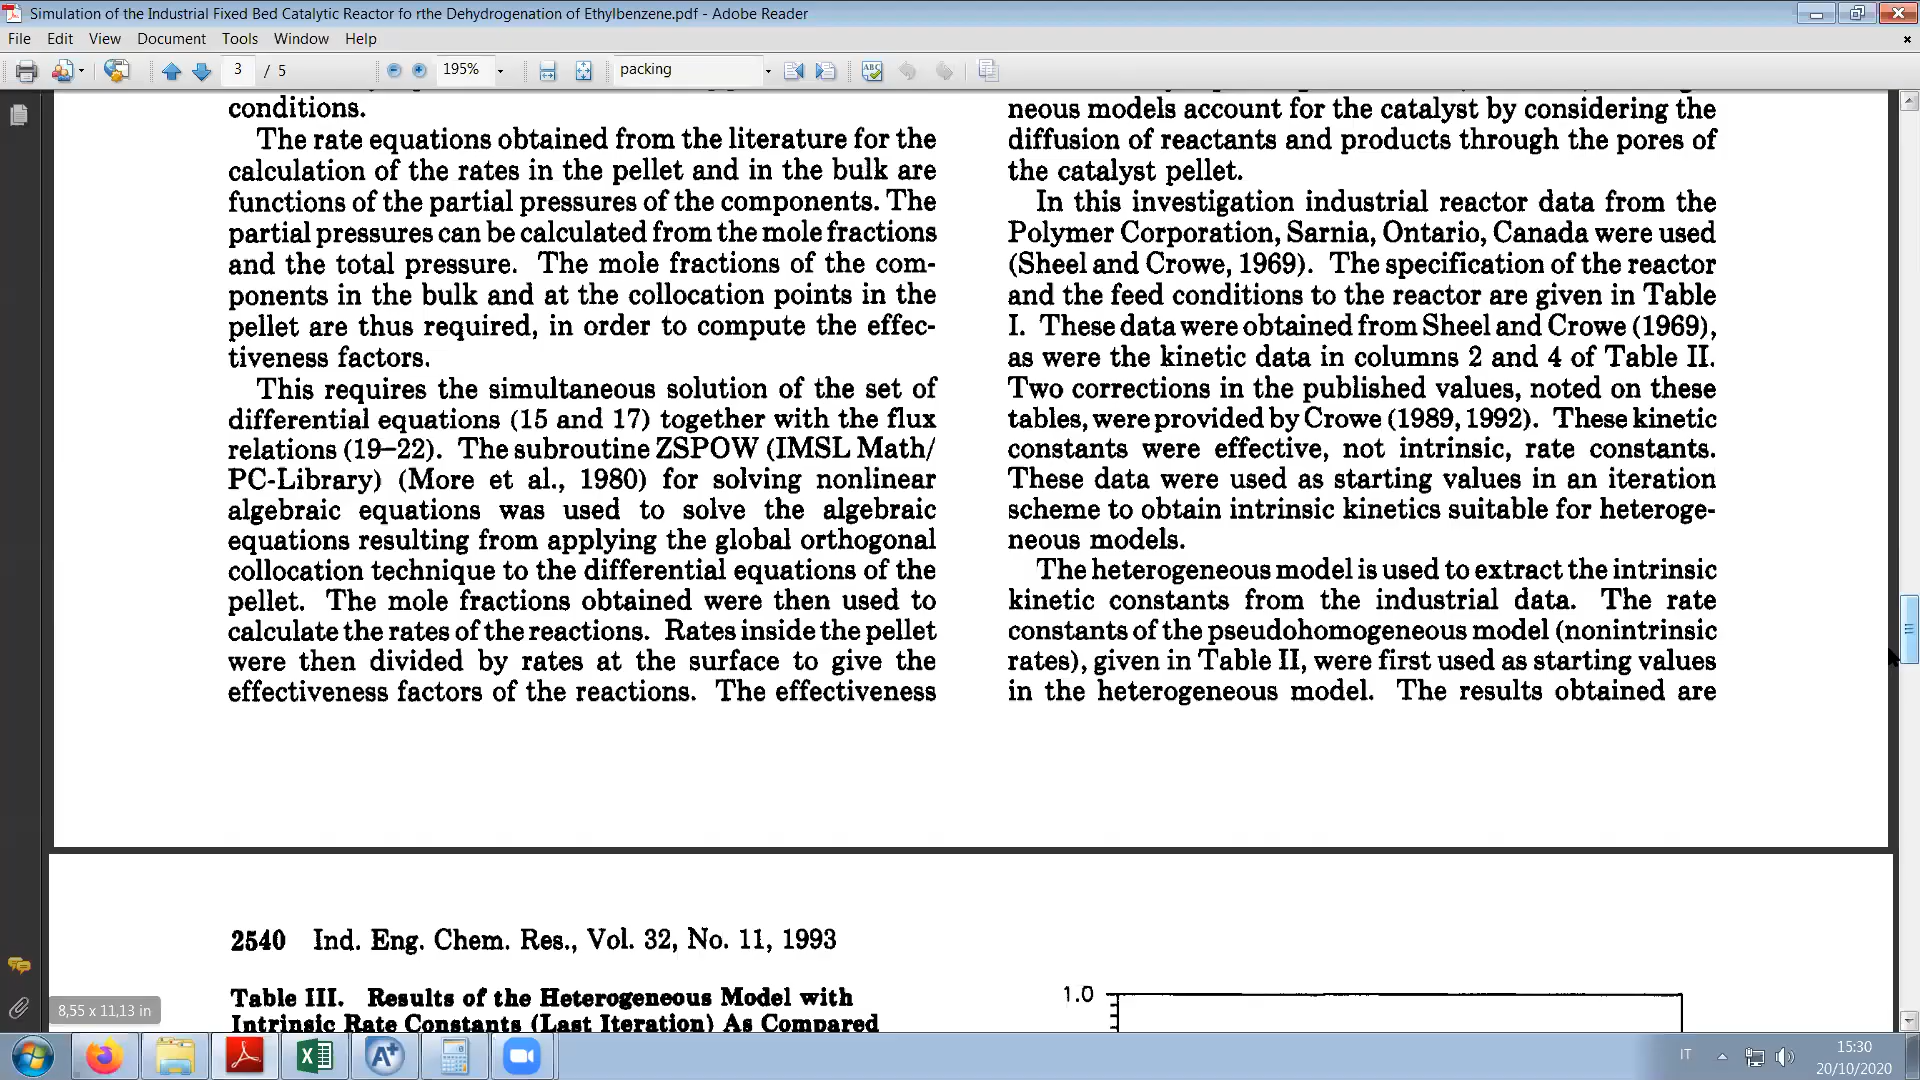 Simulation of the Industrial Fixed Bed Catalytic Reactor fo rthe Dehydrogenation of Ethylbenzene.pdf - Adobe Reader
File Edit View Document Tools Window Help
3 / 5 195% packing
conditions.
The rate equations obtained from the literature for the
calculation of the rates in the pellet and in the bulk are
functions of the partial pressures of the components. The
partial pressures can be calculated from the mole fractions
and the total pressure. The mole fractions of the com-
ponents in the bulk and at the collocation points in the
pellet are thus required, in order to compute the effec-
tiveness factors.
This requires the simultaneous solution of the set of
differential equations (15 and 17) together with the flux
relations (19–22). The subroutine ZSPOW (IMSL Math/
PC-Library) (More et al., 1980) for solving nonlinear
algebraic equations was used to solve the algebraic
equations resulting from applying the global orthogonal
collocation technique to the differential equations of the
pellet. The mole fractions obtained were then used to
calculate the rates of the reactions. Rates inside the pellet
were then divided by rates at the surface to give the
effectiveness factors of the reactions. The effectiveness
neous models account for the catalyst by considering the
diffusion of reactants and products through the pores of
the catalyst pellet.
In this investigation industrial reactor data from the
Polymer Corporation, Sarnia, Ontario, Canada were used
(Sheel and Crowe, 1969). The specification of the reactor
and the feed conditions to the reactor are given in Table
I. These data were obtained from Sheel and Crowe (1969),
as were the kinetic data in columns 2 and 4 of Table II.
Two corrections in the published values, noted on these
tables, were provided by Crowe (1989, 1992). These kinetic
constants were effective, not intrinsic, rate constants.
These data were used as starting values in an iteration
scheme to obtain intrinsic kinetics suitable for heteroge-
neous models.
The heterogeneous model is used to extract the intrinsic
kinetic constants from the industrial data. The rate
constants of the pseudohomogeneous model (nonintrinsic
rates), given in Table II, were first used as starting values
in the heterogeneous model. The results obtained are
2540 Ind. Eng. Chem. Res., Vol. 32, No. 11, 1993
Table III. Results of the Heterogeneous Model with
Intrinsic Rate Constants (Last Iteration) As Compared
1.0
8,55 x 11,13 in
IT
15:30
20/10/2020